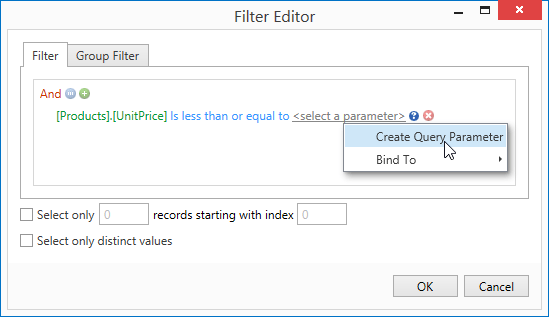 Filter Editor
Filter Group Filter
And
[Products].[UnitPrice] Is less than or equal to <select a parameter> ?
Create Query Parameter
Bind To
Select only 0 records starting with index 0
Select only distinct values
OK Cancel